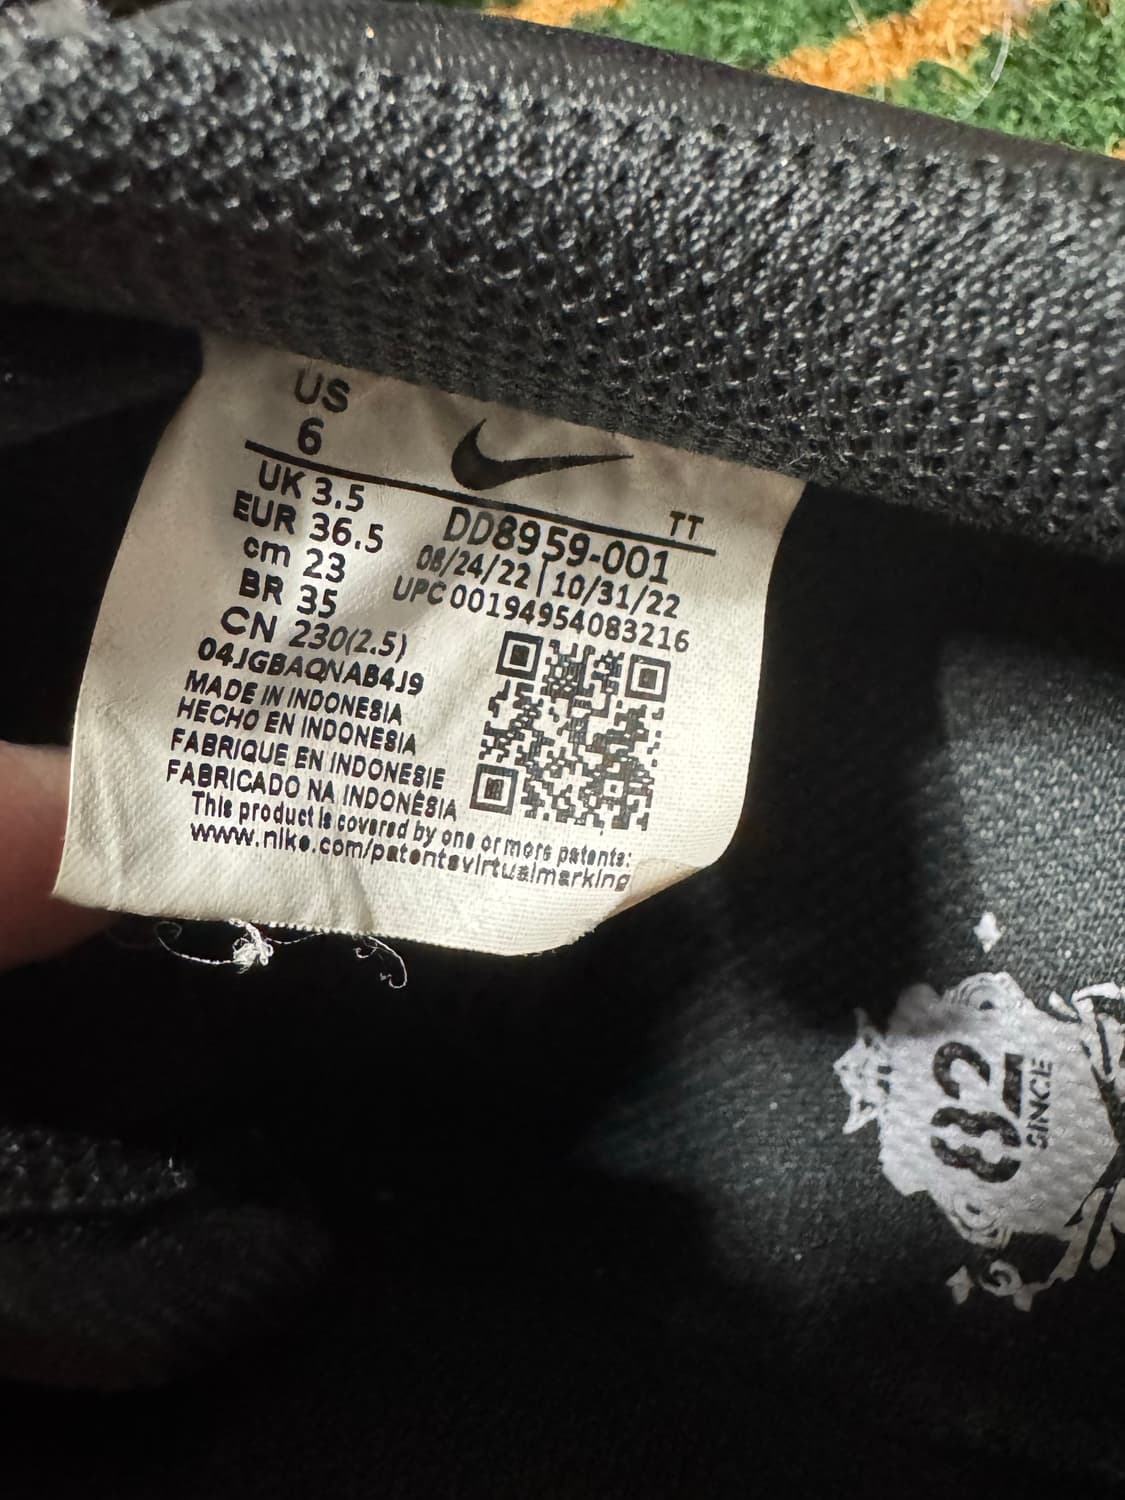 US
6
TT
UK 3.5
EUR 36.5
cm 23
BR 35
CN 230(2.5)
04JGBAQNAB4J9
DD8959-001
08/24/22 | 10/31/22
UPC 00194954083216
MADE IN INDONESIA
HECHO EN INDONESIA
FABRIQUE EN INDONESIE
FABRICADO NA INDONÉSIA
This product is covered by one or more patents:
www.nike.com/patentsvirtualmarking
82
SINCE